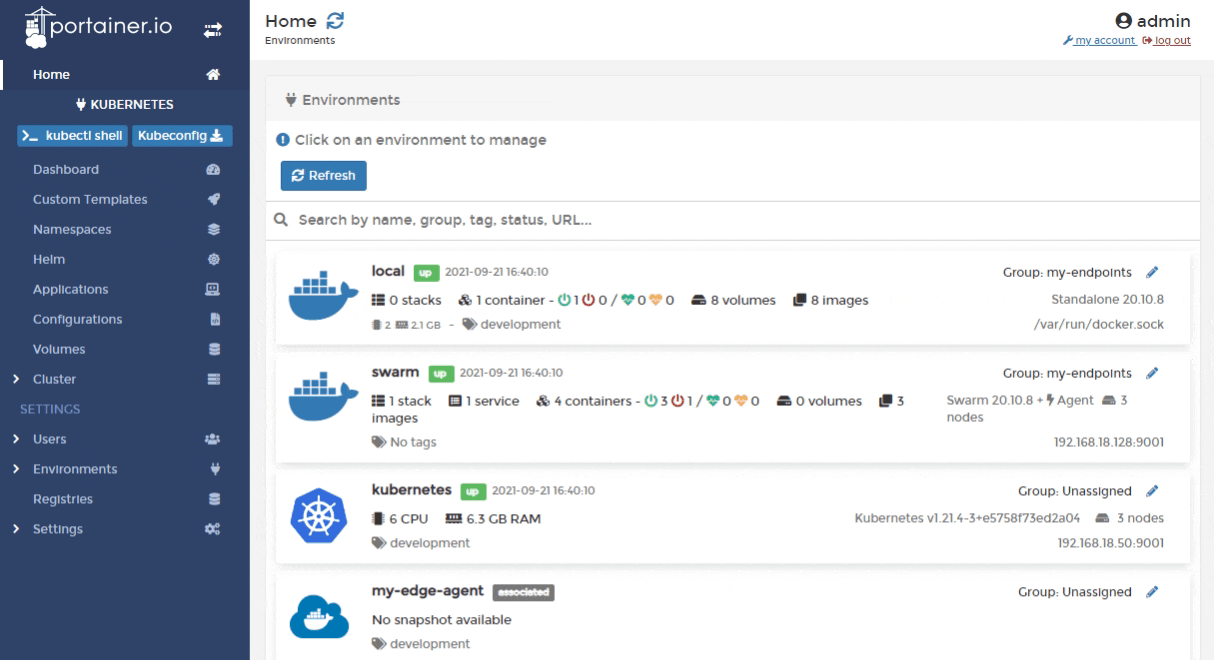 portainer.io
Home
KUBERNETES
kubectl shell
Kubeconfig
Dashboard
Custom Templates
Namespaces
Helm
Applications
Configurations
Volumes
Cluster
SETTINGS
Users
Environments
Registries
Settings
Home
Environments
admin
my account log out
Environments
Click on an environment to manage
Refresh
Search by name, group, tag, status, URL...
local up 2021-09-21 16:40:10 Group: my-endpoints
0 stacks 1 container - 1 0 / 0 0 8 volumes 8 images Standalone 20.10.8
2 2.1 GB - development /var/run/docker.sock
swarm up 2021-09-21 16:40:10 Group: my-endpoints
1 stack 1 service 4 containers - 3 1 / 0 0 0 volumes 3
images
Swarm 20.10.8 + Agent 3
nodes
No tags 192.168.18.128:9001
kubernetes up 2021-09-21 16:40:10 Group: Unassigned
6 CPU 6.3 GB RAM Kubernetes v1.21.4-3+e5758f73ed2a04 3 nodes
development 192.168.18.50:9001
my-edge-agent associated Group: Unassigned
No snapshot available
development